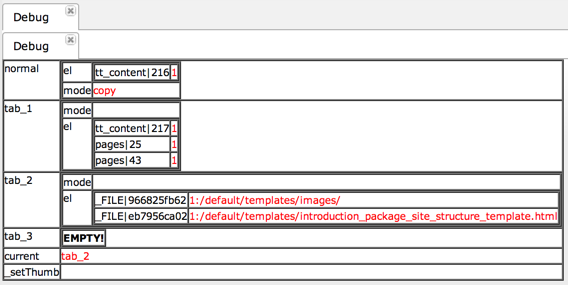 Debug
Debug
normal
el
tt_content|216 1
mode copy
tab_1
mode
el
tt_content|217 1
pages|25 1
pages|43 1
tab_2
mode
el
_FILE|966825fb62 1:/default/templates/images/
_FILE|eb7956ca02 1:/default/templates/introduction_package_site_structure_template.html
tab_3
EMPTY!
current tab_2
_setThumb